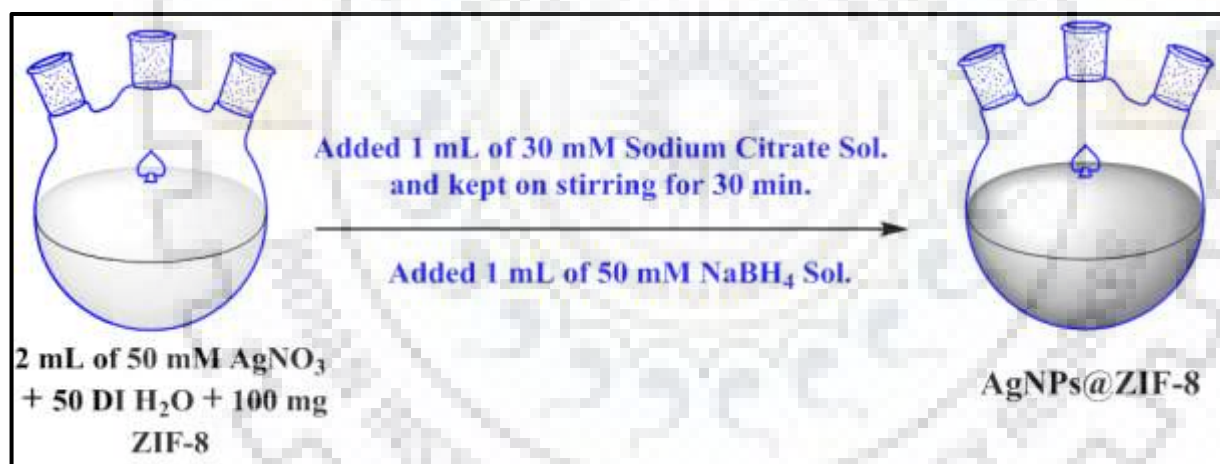 Added 1 mL of 30 mM Sodium Citrate Sol.
and kept on stirring for 30 min.
Added 1 mL of 50 mM NaBH₄ Sol.
2 mL of 50 mM AgNO₃
+ 50 DI H₂O + 100 mg
ZIF-8
AgNPs@ZIF-8